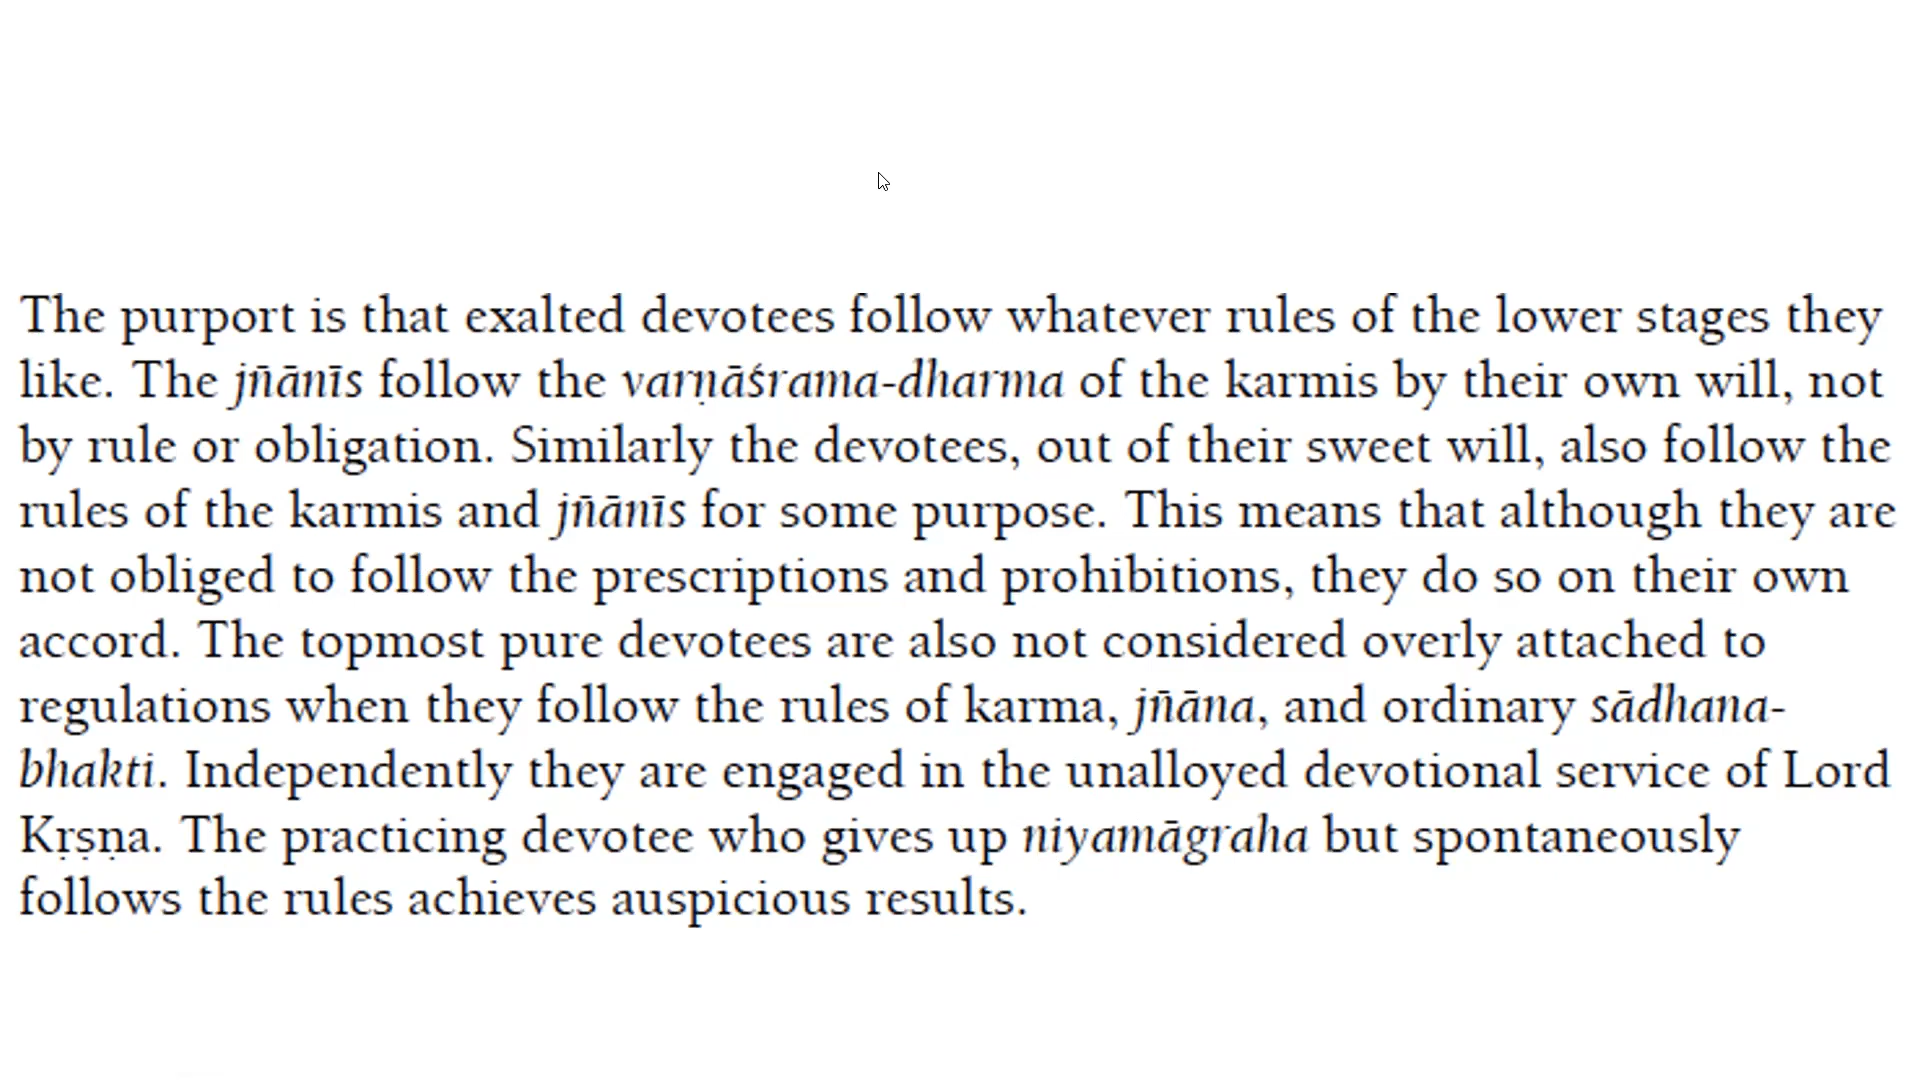 The purport is that exalted devotees follow whatever rules of the lower stages they
like. The jñānīs follow the varṇāśrama-dharma of the karmis by their own will, not
by rule or obligation. Similarly the devotees, out of their sweet will, also follow the
rules of the karmis and jñānīs for some purpose. This means that although they are
not obliged to follow the prescriptions and prohibitions, they do so on their own
accord. The topmost pure devotees are also not considered overly attached to
regulations when they follow the rules of karma, jñāna, and ordinary sādhana-
bhakti. Independently they are engaged in the unalloyed devotional service of Lord
Kṛṣṇa. The practicing devotee who gives up niyamāgraha but spontaneously
follows the rules achieves auspicious results.